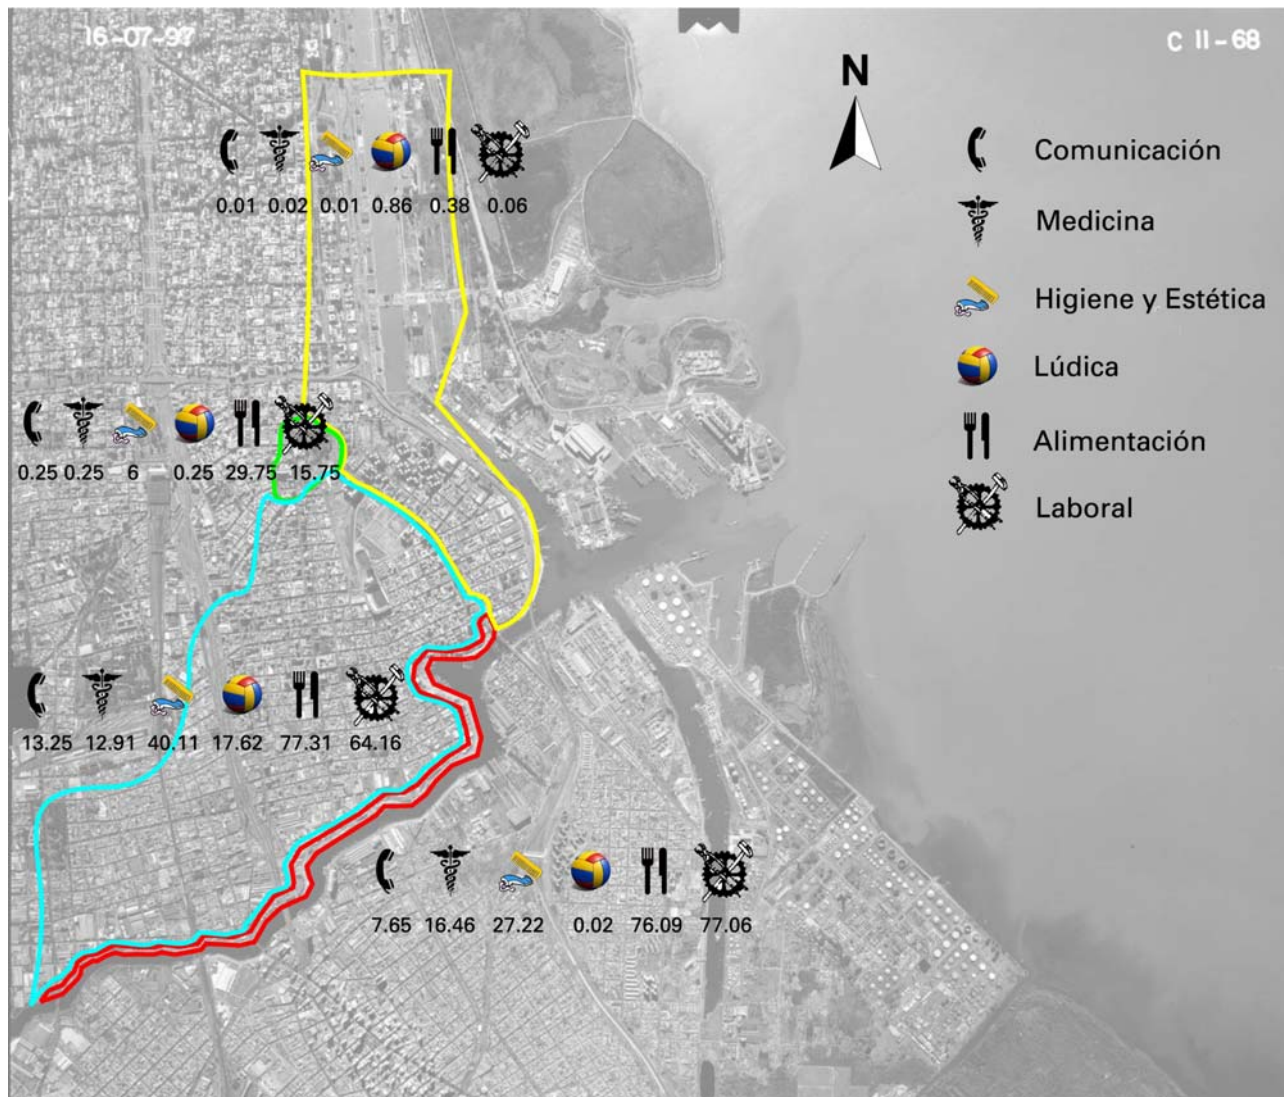 16-07-97
C II-68
N
Comunicación
Medicina
Higiene y Estética
Lúdica
Alimentación
Laboral
0.01 0.02 0.01 0.86 0.38 0.06
0.25 0.25 6 0.25 29.75 15.75
13.25 12.91 40.11 17.62 77.31 64.16
7.65 16.46 27.22 0.02 76.09 77.06